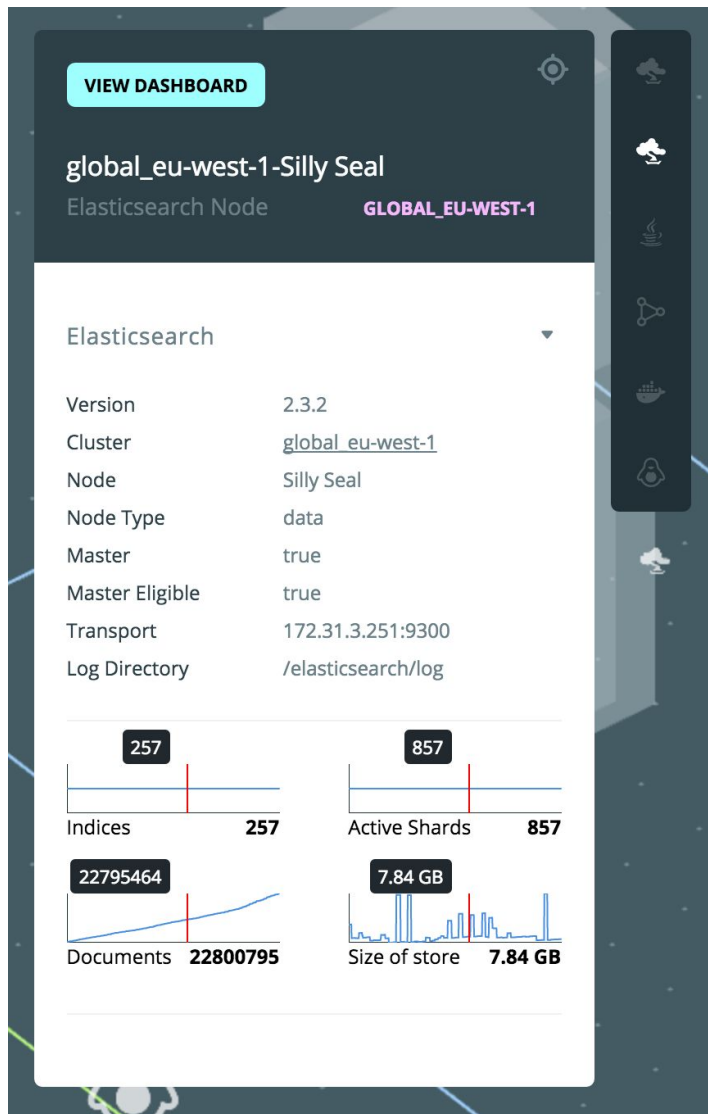 VIEW DASHBOARD
global_eu-west-1-Silly Seal
Elasticsearch Node GLOBAL_EU-WEST-1
Elasticsearch
Version 2.3.2
Cluster global_eu-west-1
Node Silly Seal
Node Type data
Master true
Master Eligible true
Transport 172.31.3.251:9300
Log Directory /elasticsearch/log
257 857
Indices 257 Active Shards 857
22795464 7.84 GB
Documents 22800795 Size of store 7.84 GB